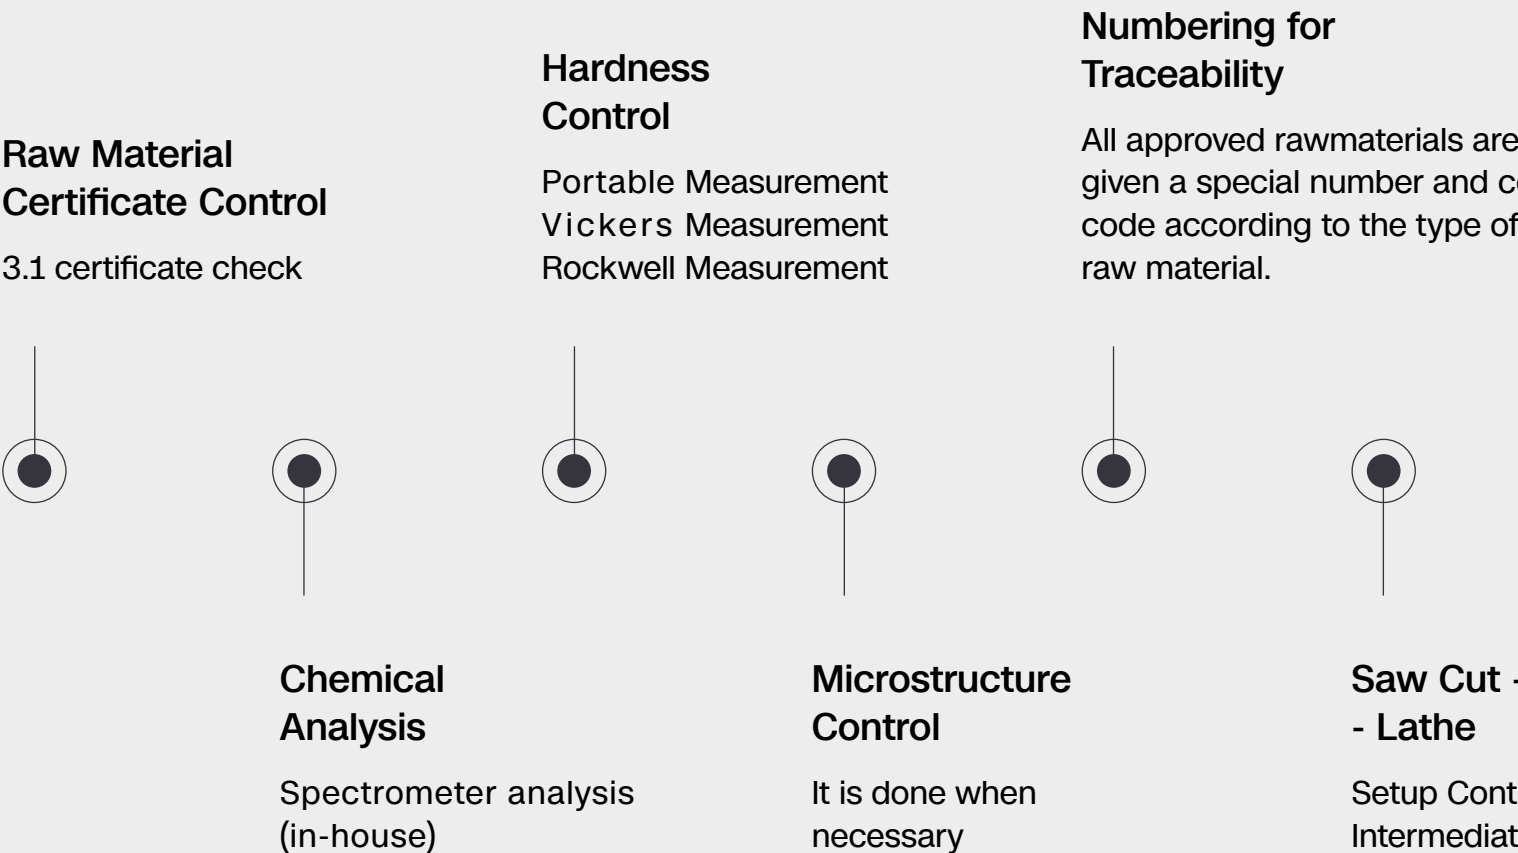 Raw Material
Certificate Control
3.1 certificate check
Chemical
Analysis
Spectrometer analysis
(in-house)
Hardness
Control
Portable Measurement
Vickers Measurement
Rockwell Measurement
Microstructure
Control
It is done when
necessary
Numbering for
Traceability
All approved rawmaterials are
given a special number and
code according to the type of
raw material.
Saw Cut -
- Lathe
Setup